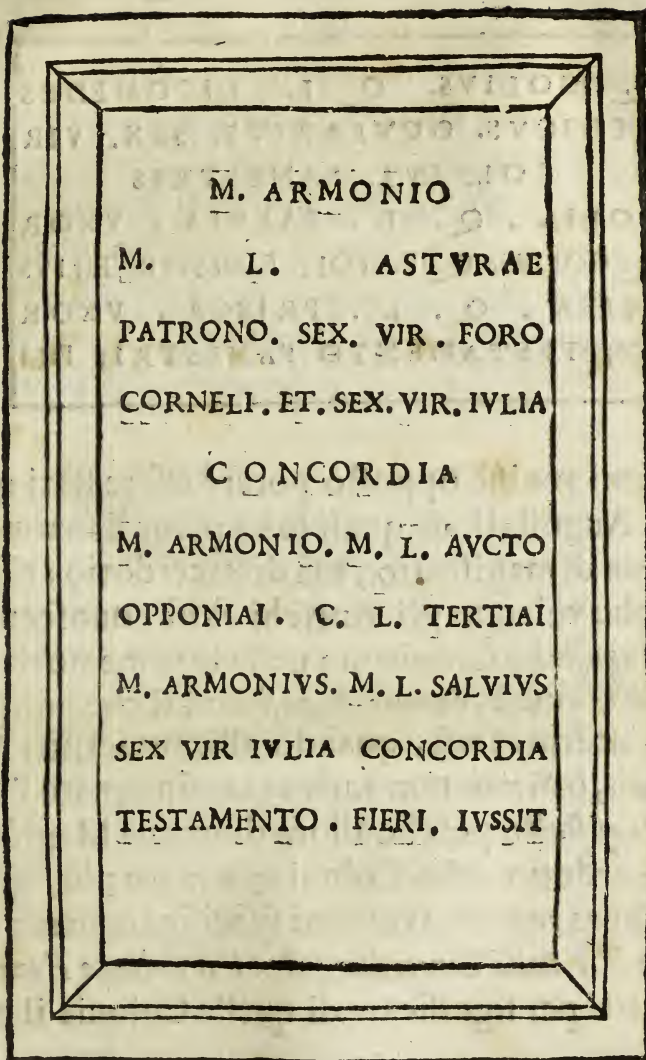 M. ARMONIO
M. L. ASTVRAE
PATRONO. SEX. VIR . FORO
CORNELI. ET. SEX. VIR. IVLIA
CONCORDIA
M. ARMONIO. M. L. AVCTO
OPPONIAI. C. L. TERTIAI
M. ARMONIVS. M. L. SALVIVS
SEX VIR IVLIA CONCORDIA
TESTAMENTO . FIERI. IVSSIT